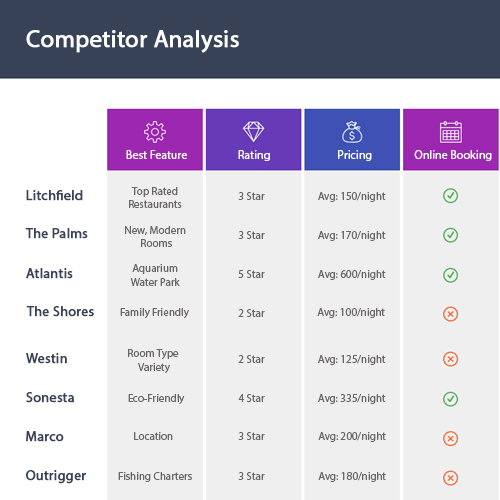 Competitor Analysis
Best Feature Rating Pricing Online Booking
Litchfield Top Rated Restaurants 3 Star Avg: 150/night
The Palms New, Modern Rooms 3 Star Avg: 170/night
Atlantis Aquarium Water Park 5 Star Avg: 600/night
The Shores Family Friendly 2 Star Avg: 100/night
Westin Room Type Variety 2 Star Avg: 125/night
Sonesta Eco-Friendly 4 Star Avg: 335/night
Marco Location 3 Star Avg: 200/night
Outrigger Fishing Charters 3 Star Avg: 180/night